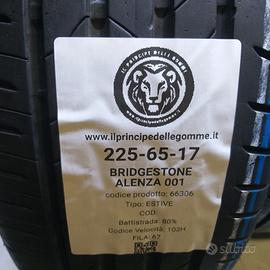 IL PRINCIPE DELLE GOMME
www.ilprincipedellegomme.it
225-65-17
BRIDGESTONE
ALENZA 001
codice prodotto: 66306
Tipo: ESTIVE
COD:
Battistrada: 80%
Codice Velocità: 102H
FILA: 67
subito